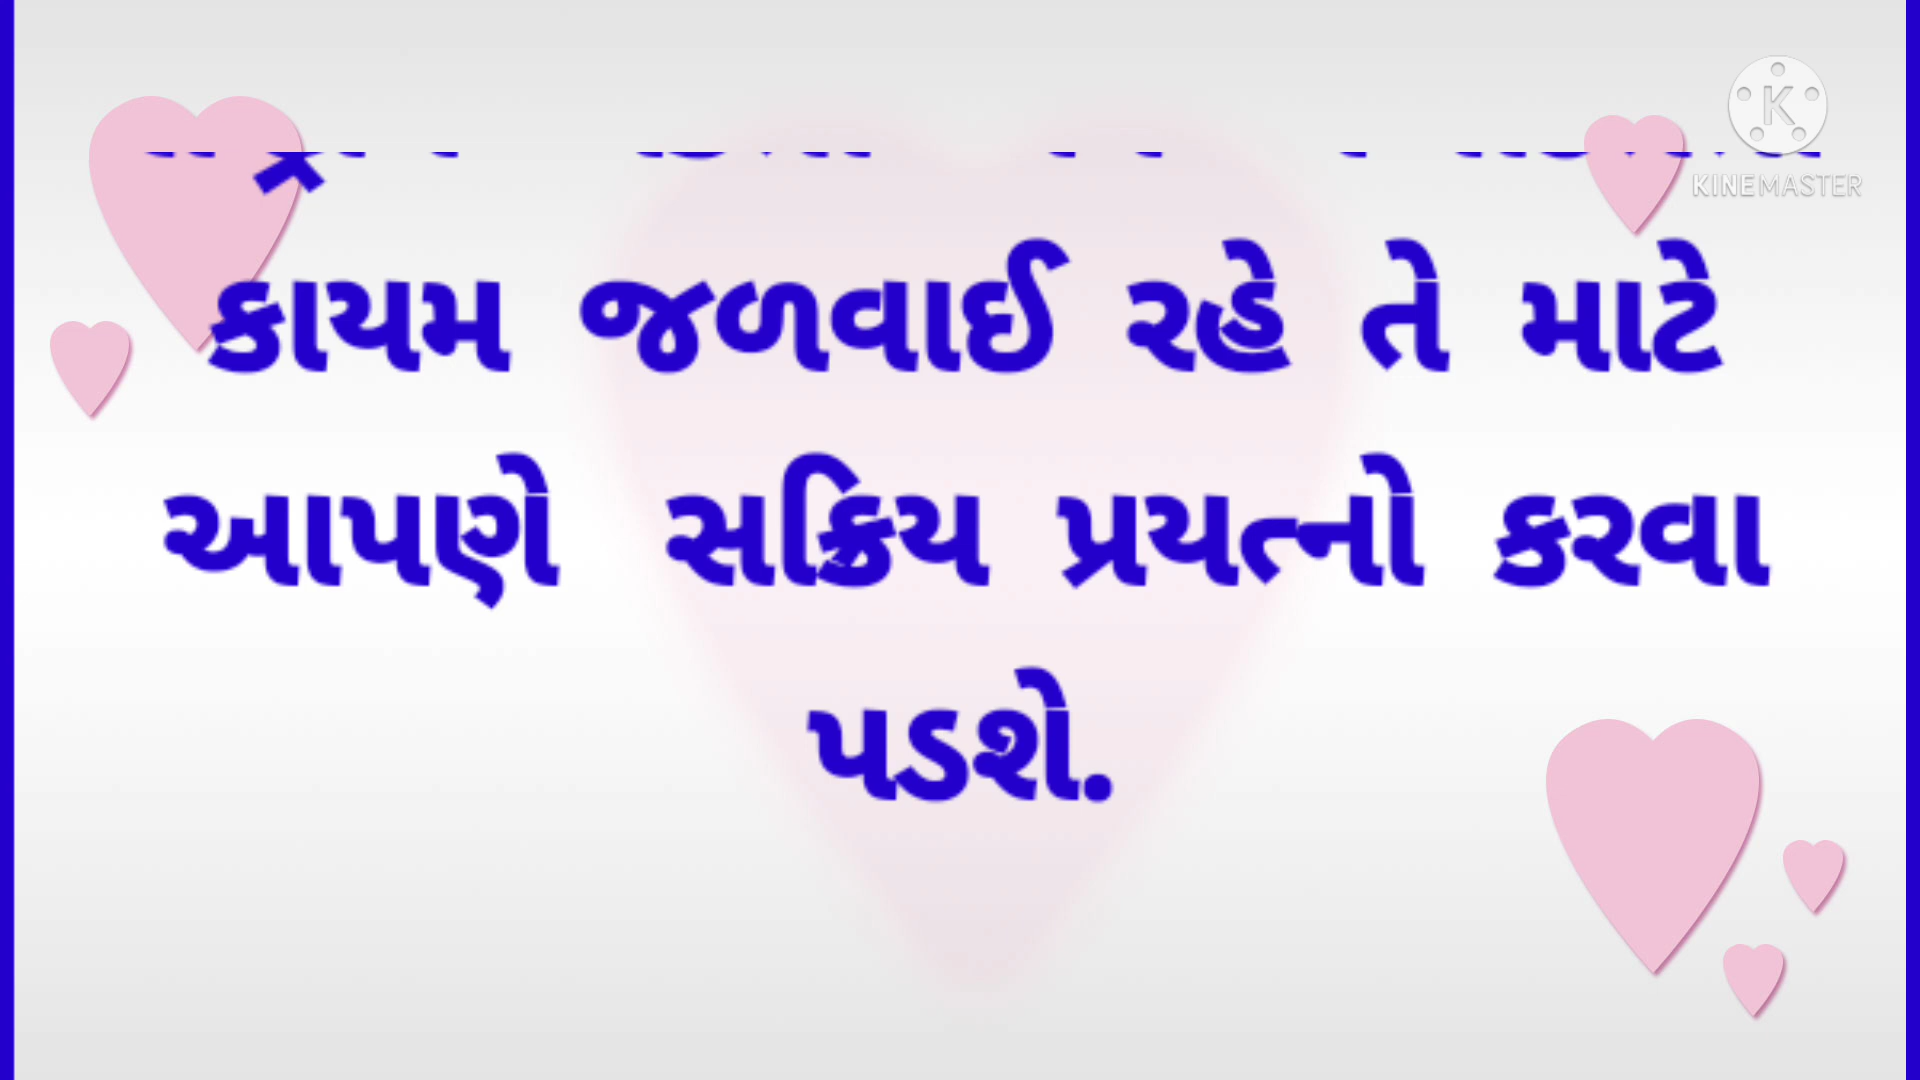 KINEMASTER
કાયમ જળવાઈ રહે તે માટે
આપણે સક્રિય પ્રયત્નો કરવા
પડશે.